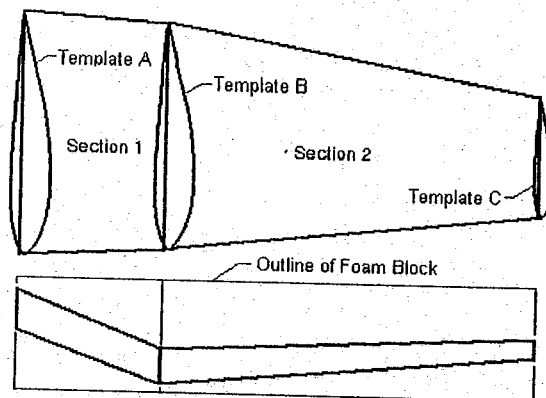 Template A
Template B
Section 1
Section 2
Template C
Outline of Foam Block